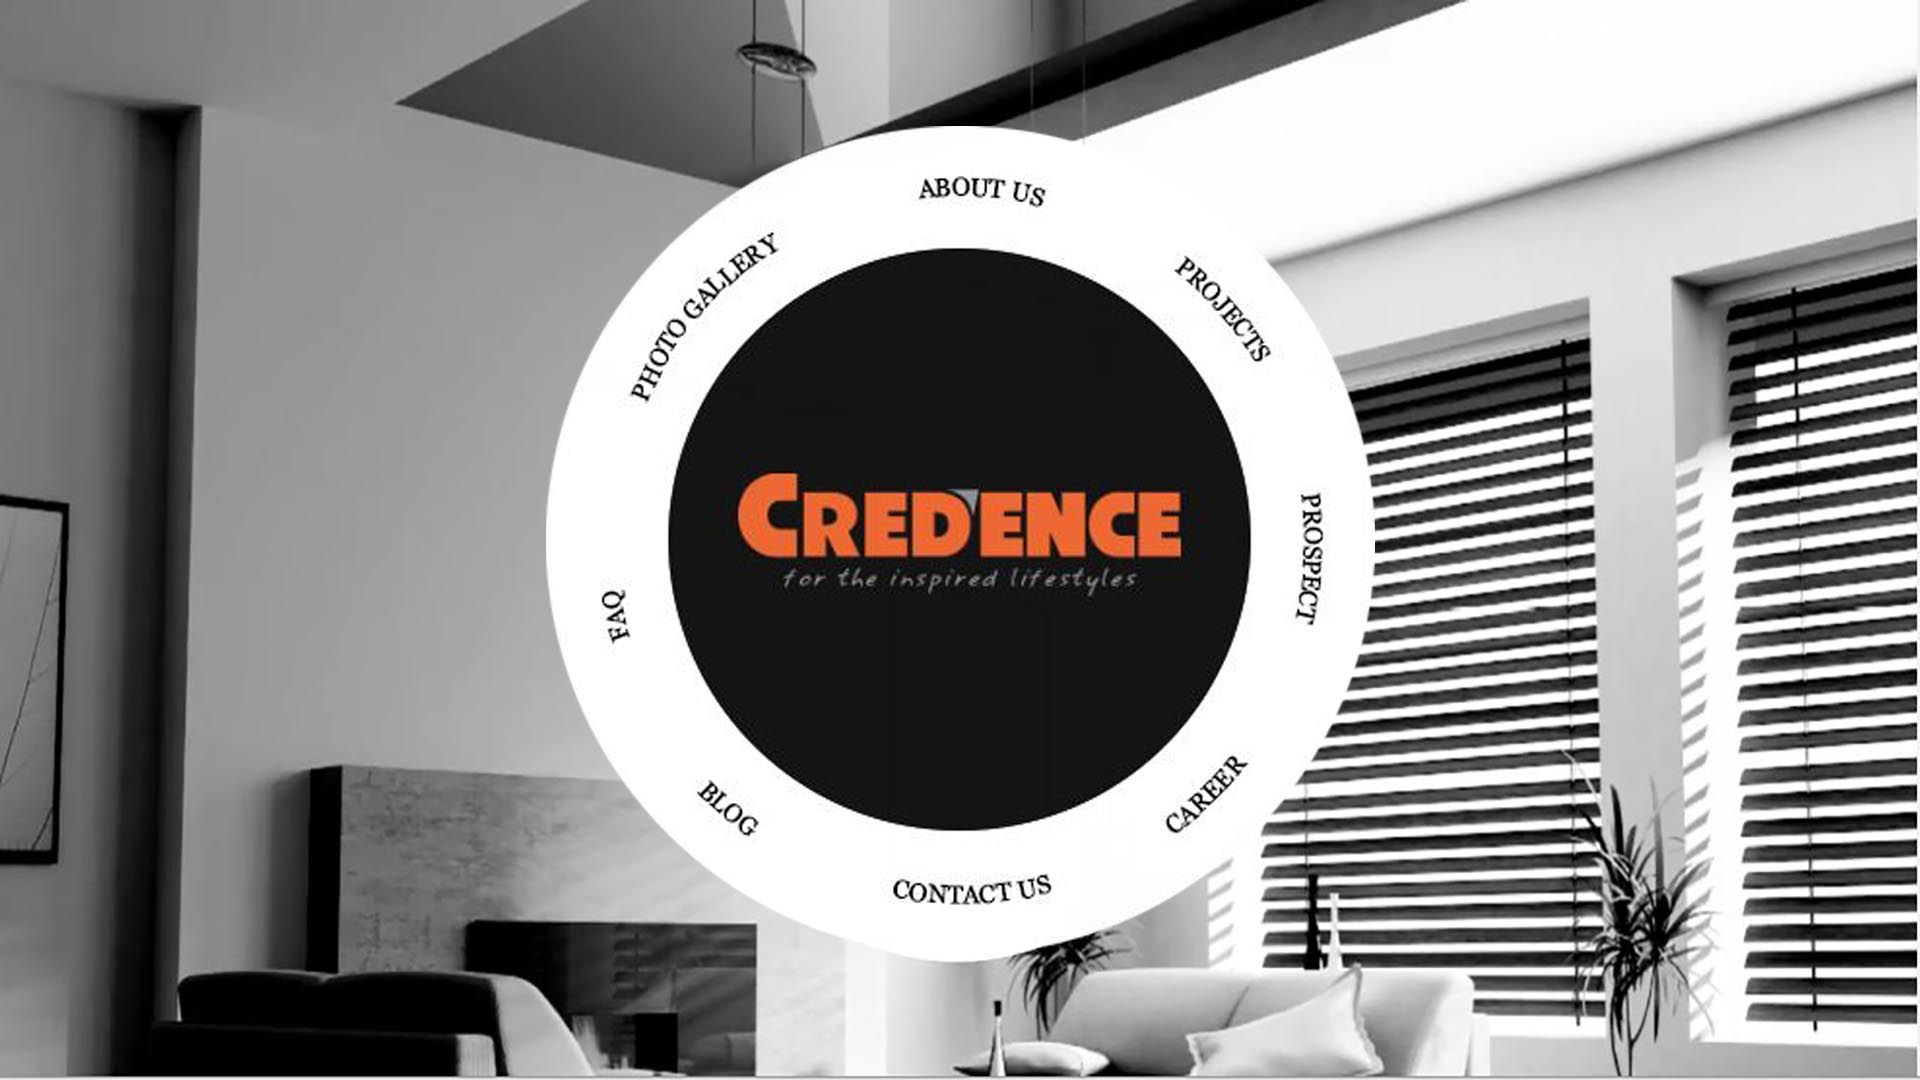 ABOUT US
PROJECTS
PROSPECT
CAREER
CONTACT US
BLOG
FAQ
PHOTO GALLERY
CREDENCE
for the inspired lifestyles